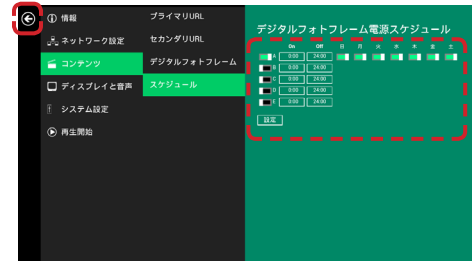 情報
ネットワーク設定
コンテンツ
ディスプレイと音声
システム設定
再生開始
プライマリURL
セカンダリURL
デジタルフォトフレーム
スケジュール
デジタルフォトフレーム電源スケジュール
On Off 日 月 火 水 木 金 土
A 0:00 24:00
B 0:00 24:00
C 0:00 24:00
D 0:00 24:00
E 0:00 24:00
設定